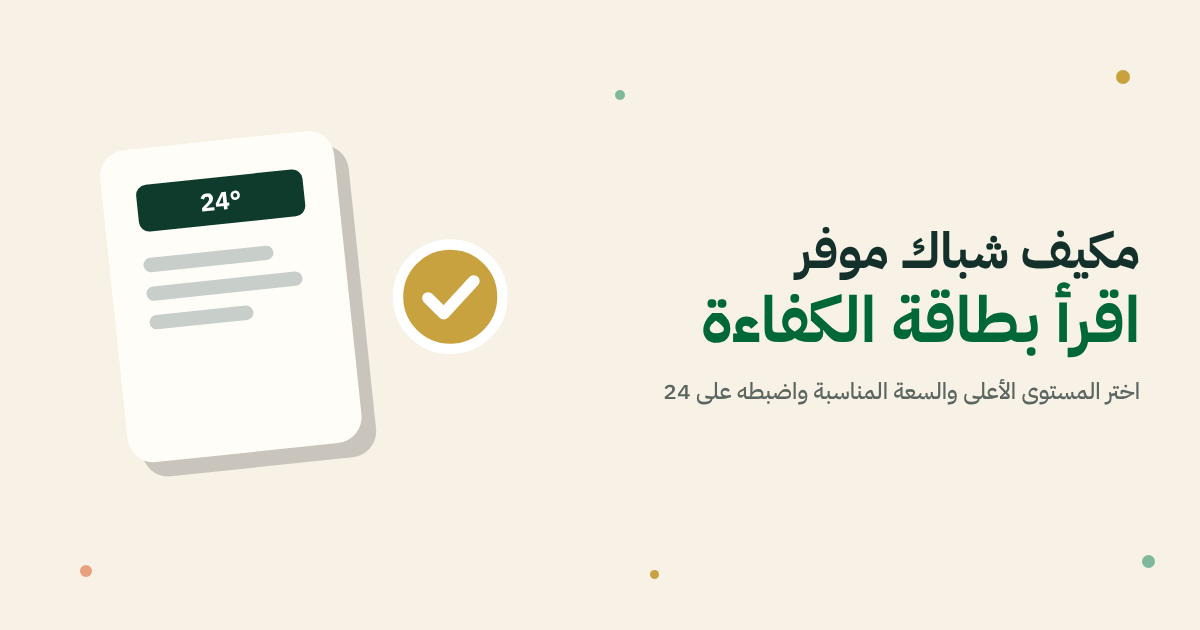 مكيف شباك موفر
اقرأ بطاقة الكفاءة
اختر المستوى الأعلى والسعة المناسبة واضبطه على 24
24°